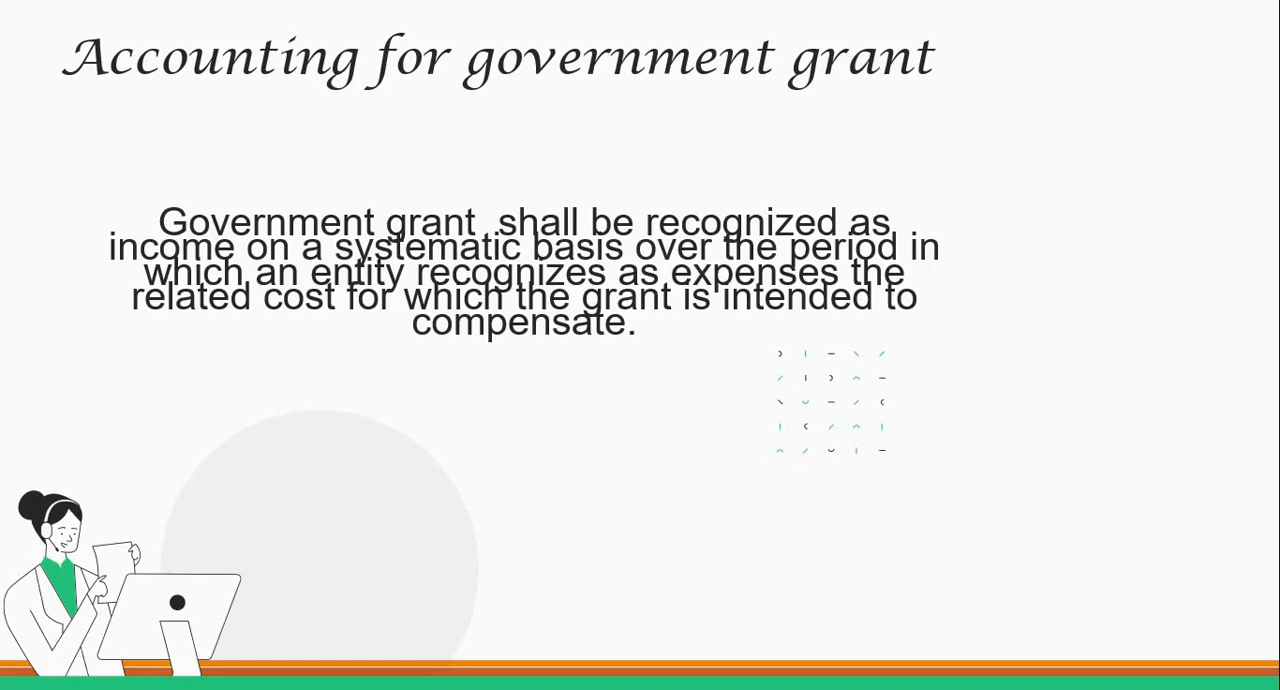 Accounting for government grant
Government grant  shall be recognized as
income on a systematic basis over the period in
which an entity recognizes as expenses the
related cost for which the grant is intended to
compensate.